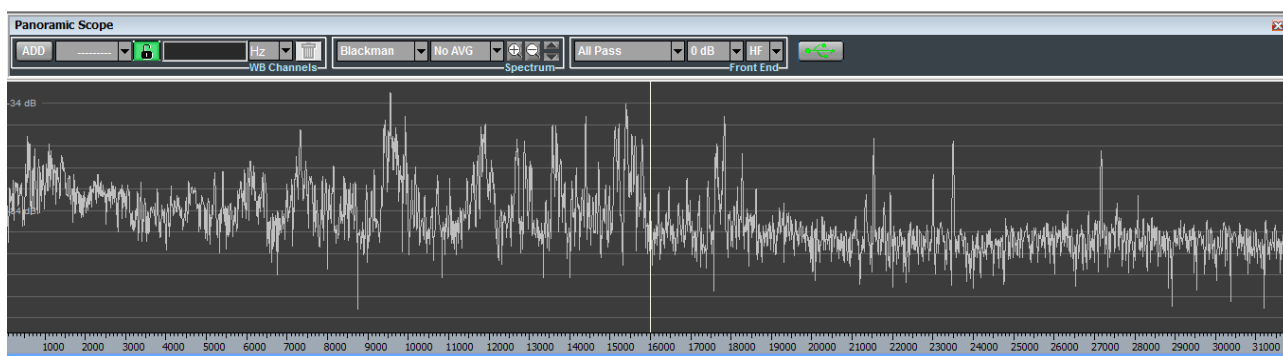 Panoramic Scope
ADD --------- Hz Blackman No AVG All Pass 0 dB HF
WB Channels Spectrum Front End
-34 dB
-84 dB
1000 2000 3000 4000 5000 6000 7000 8000 9000 10000 11000 12000 13000 14000 15000 16000 17000 18000 19000 20000 21000 22000 23000 24000 25000 26000 27000 28000 29000 30000 31000